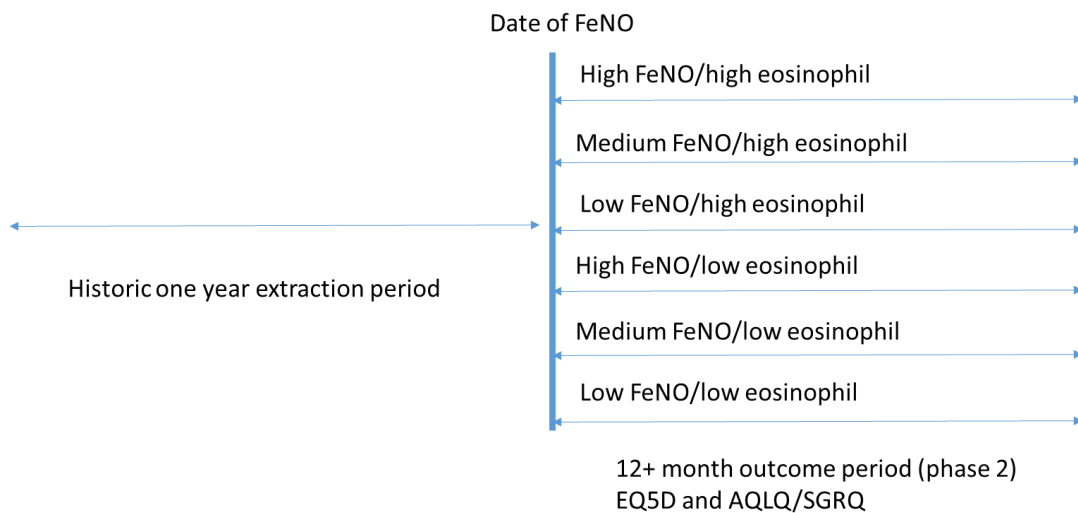 Date of FeNO
High FeNO/high eosinophil
Medium FeNO/high eosinophil
Low FeNO/high eosinophil
High FeNO/low eosinophil
Historic one year extraction period
Medium FeNO/low eosinophil
Low FeNO/low eosinophil
12+ month outcome period (phase 2)
EQ5D and AQLQ/SGRQ